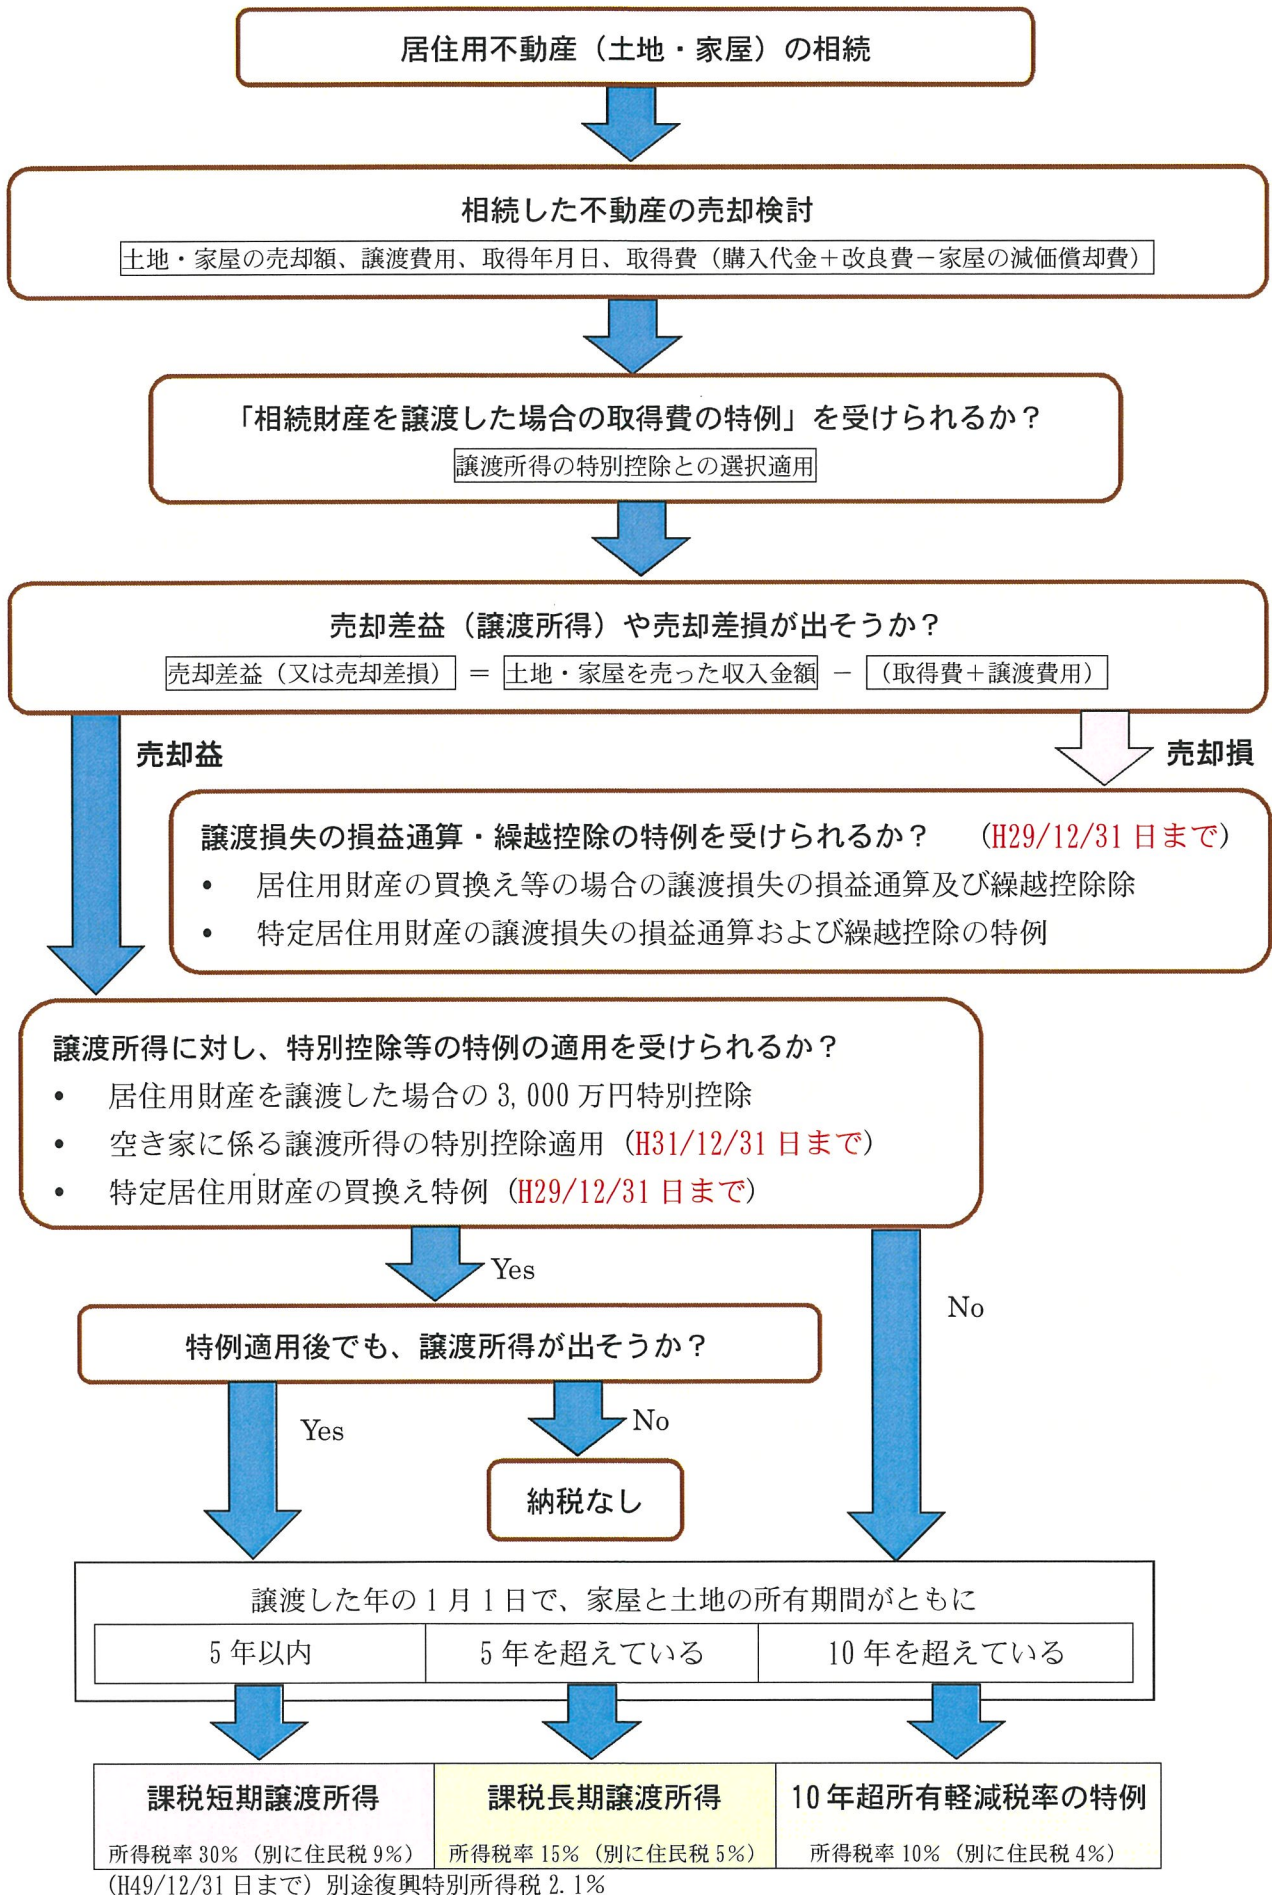 居住用不動産（土地・家屋）の相続
相続した不動産の売却検討
土地・家屋の売却額、譲渡費用、取得年月日、取得費（購入代金＋改良費－家屋の減価償却費）
「相続財産を譲渡した場合の取得費の特例」を受けられるか？
譲渡所得の特別控除との選択適用
売却差益（譲渡所得）や売却差損が出そうか？
売却差益（又は売却差損） ＝ 土地・家屋を売った収入金額 － （取得費＋譲渡費用）
売却益
売却損
譲渡損失の損益通算・繰越控除の特例を受けられるか？ （H29/12/31 日まで）
• 居住用財産の買換え等の場合の譲渡損失の損益通算及び繰越控除除
• 特定居住用財産の譲渡損失の損益通算および繰越控除の特例
譲渡所得に対し、特別控除等の特例の適用を受けられるか？
• 居住用財産を譲渡した場合の 3,000 万円特別控除
• 空き家に係る譲渡所得の特別控除適用（H31/12/31 日まで）
• 特定居住用財産の買換え特例（H29/12/31 日まで）
Yes
No
特例適用後でも、譲渡所得が出そうか？
Yes
No
納税なし
譲渡した年の 1 月 1 日で、家屋と土地の所有期間がともに
5 年以内 5 年を超えている 10 年を超えている
課税短期譲渡所得 課税長期譲渡所得 10 年超所有軽減税率の特例
所得税率 30%（別に住民税 9%） 所得税率 15%（別に住民税 5%） 所得税率 10%（別に住民税 4%）
（H49/12/31 日まで）別途復興特別所得税 2.1%